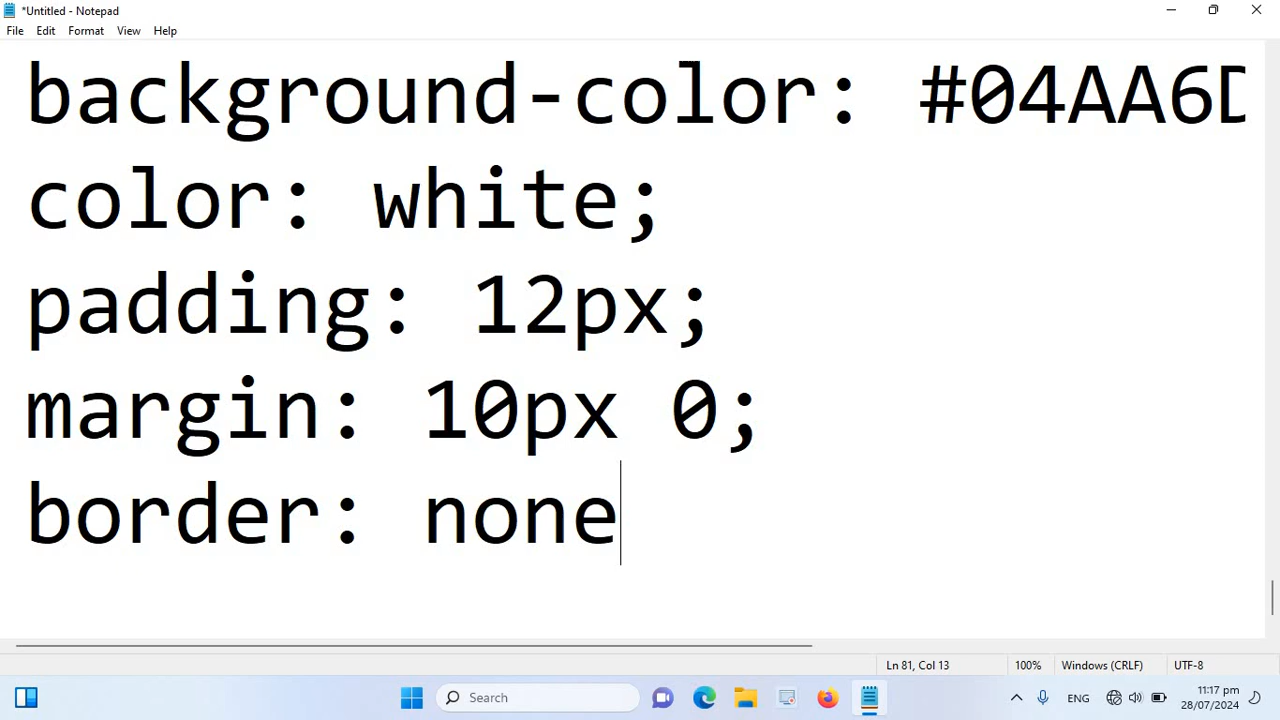 *Untitled - Notepad
File Edit Format View Help
background-color: #04AA6D
color: white;
padding: 12px;
margin: 10px 0;
border: none
Ln 81, Col 13 100% Windows (CRLF) UTF-8
Search ENG 11:17 pm
28/07/2024